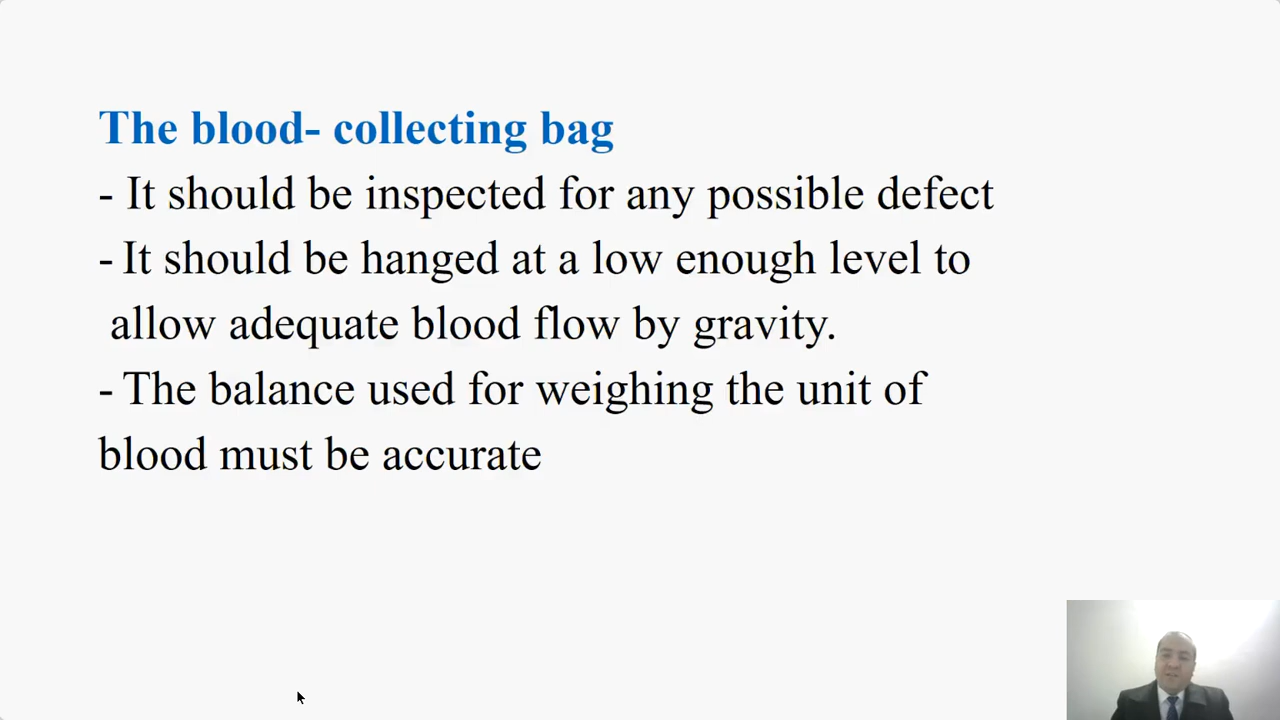 The blood- collecting bag
- It should be inspected for any possible defect
- It should be hanged at a low enough level to
allow adequate blood flow by gravity.
- The balance used for weighing the unit of
blood must be accurate